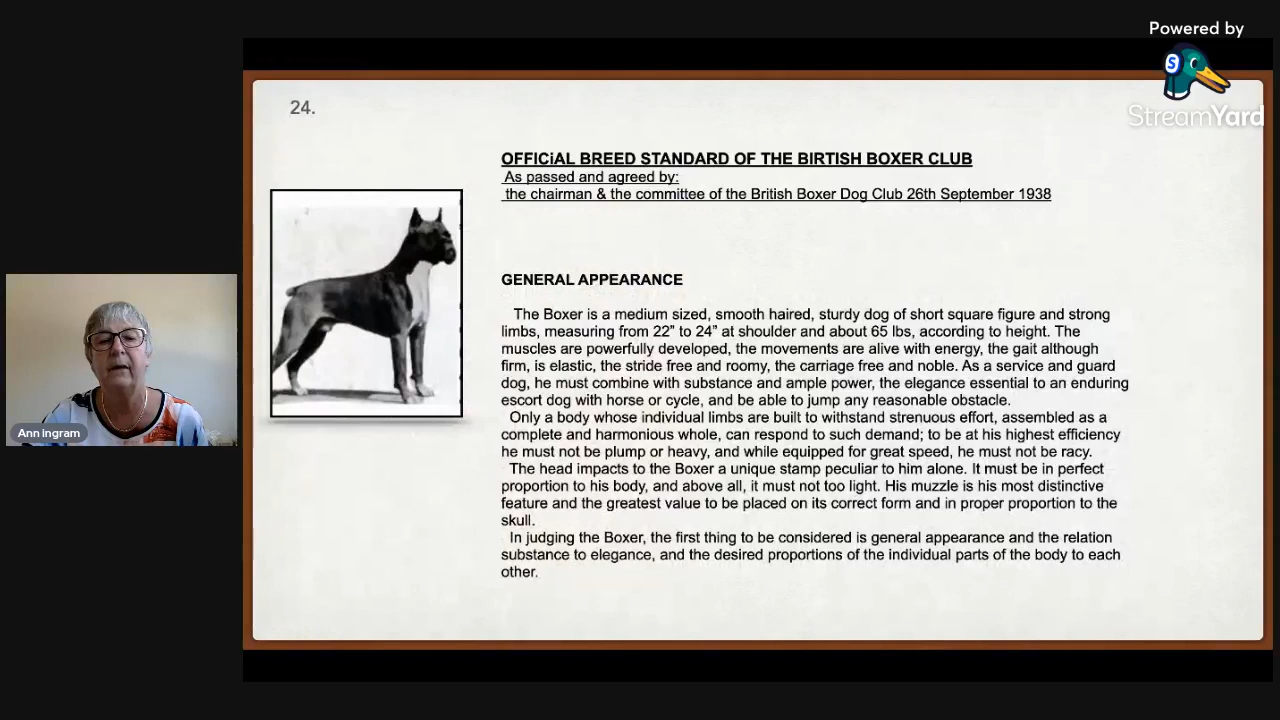 Powered by
StreamYard
24.
OFFICiAL BREED STANDARD OF THE BIRTISH BOXER CLUB
As passed and agreed by:
the chairman & the committee of the British Boxer Dog Club 26th September 1938
GENERAL APPEARANCE
The Boxer is a medium sized, smooth haired, sturdy dog of short square figure and strong
limbs, measuring from 22” to 24” at shoulder and about 65 lbs, according to height. The
muscles are powerfully developed, the movements are alive with energy, the gait although
firm, is elastic, the stride free and roomy, the carriage free and noble. As a service and guard
dog, he must combine with substance and ample power, the elegance essential to an enduring
escort dog with horse or cycle, and be able to jump any reasonable obstacle.
Only a body whose individual limbs are built to withstand strenuous effort, assembled as a
complete and harmonious whole, can respond to such demand; to be at his highest efficiency
he must not be plump or heavy, and while equipped for great speed, he must not be racy.
The head impacts to the Boxer a unique stamp peculiar to him alone. It must be in perfect
proportion to his body, and above all, it must not too light. His muzzle is his most distinctive
feature and the greatest value to be placed on its correct form and in proper proportion to the
skull.
In judging the Boxer, the first thing to be considered is general appearance and the relation
substance to elegance, and the desired proportions of the individual parts of the body to each
other.
Ann ingram